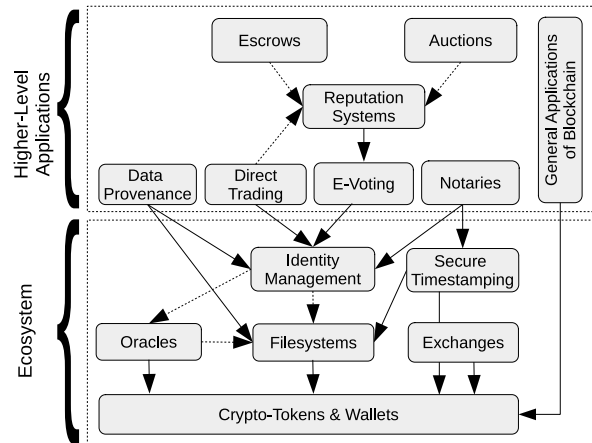 Higher-Level
Applications
Escrows
Auctions
Reputation
Systems
General Applications
of Blockchain
Data
Provenance
Direct
Trading
E-Voting
Notaries
Ecosystem
Identity
Management
Secure
Timestamping
Oracles
Filesystems
Exchanges
Crypto-Tokens & Wallets